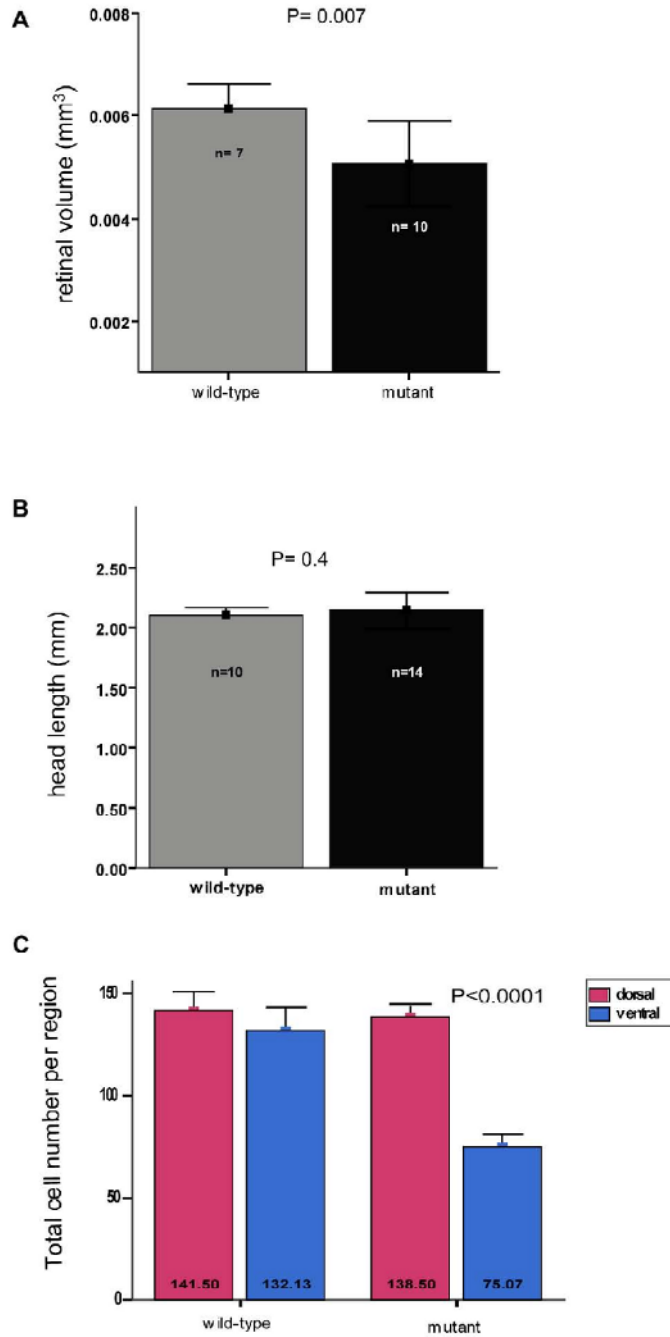 A
P= 0.007
retinal volume (mm³)
0.008
0.006
0.004
0.002
n= 7
n= 10
wild-type
mutant
B
P= 0.4
head length (mm)
2.50
2.00
1.50
1.00
0.50
0.00
n=10
n=14
wild-type
mutant
C
Total cell number per region
150
100
50
0
P<0.0001
dorsal
ventral
141.50
132.13
138.50
75.07
wild-type
mutant